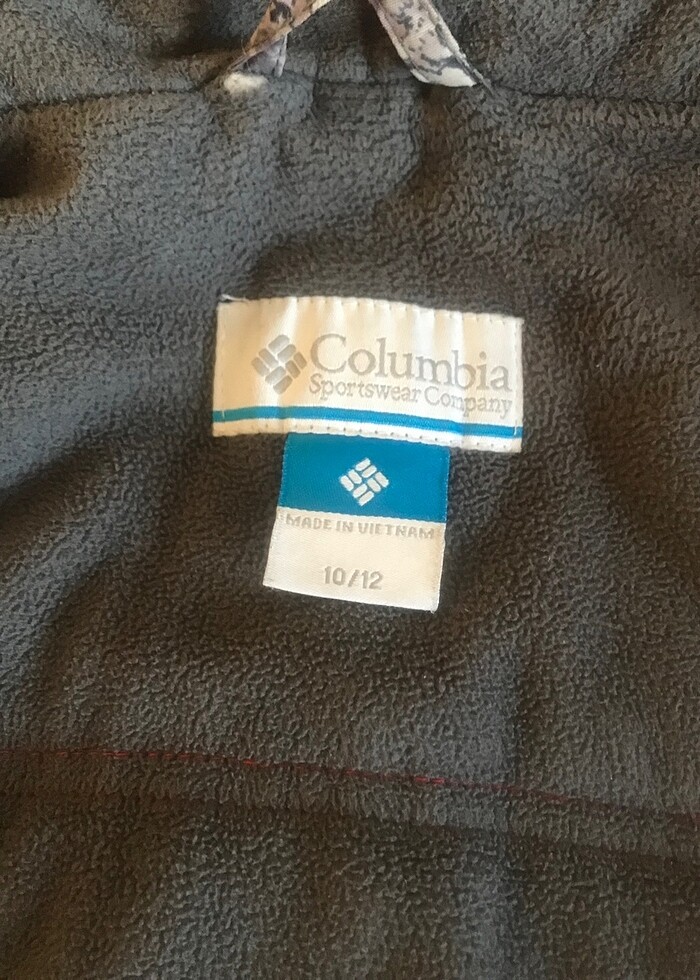 Columbia
Sportswear Company
MADE IN VIETNAM
10/12